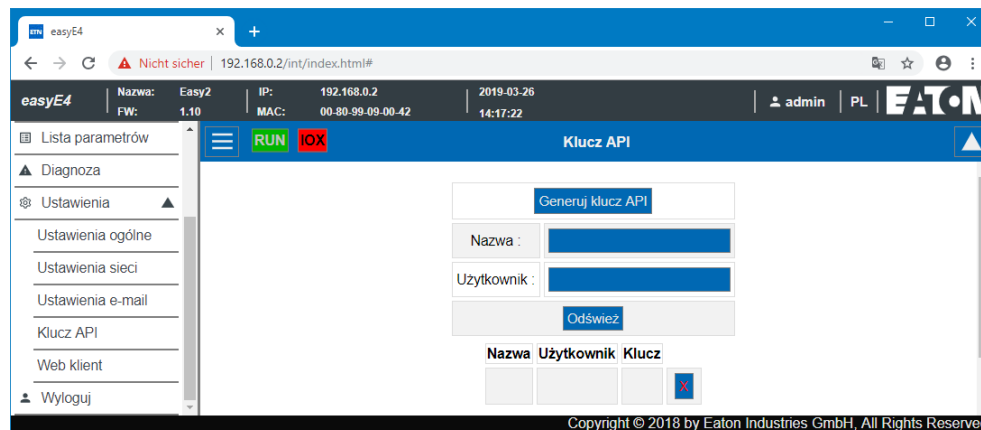 ETN easyE4
Nicht sicher | 192.168.0.2/int/index.html#
easyE4 Nazwa: Easy2 IP: 192.168.0.2 2019-03-26 admin PL EATON
FW: 1.10 MAC: 00-80-99-09-00-42 14:17:22
Lista parametrów
RUN IOX Klucz API
Diagnoza
Ustawienia
Ustawienia ogólne
Ustawienia sieci
Ustawienia e-mail
Klucz API
Web klient
Wyloguj
Generuj klucz API
Nazwa :
Użytkownik :
Odśwież
Nazwa Użytkownik Klucz
X
Copyright © 2018 by Eaton Industries GmbH, All Rights Reserve